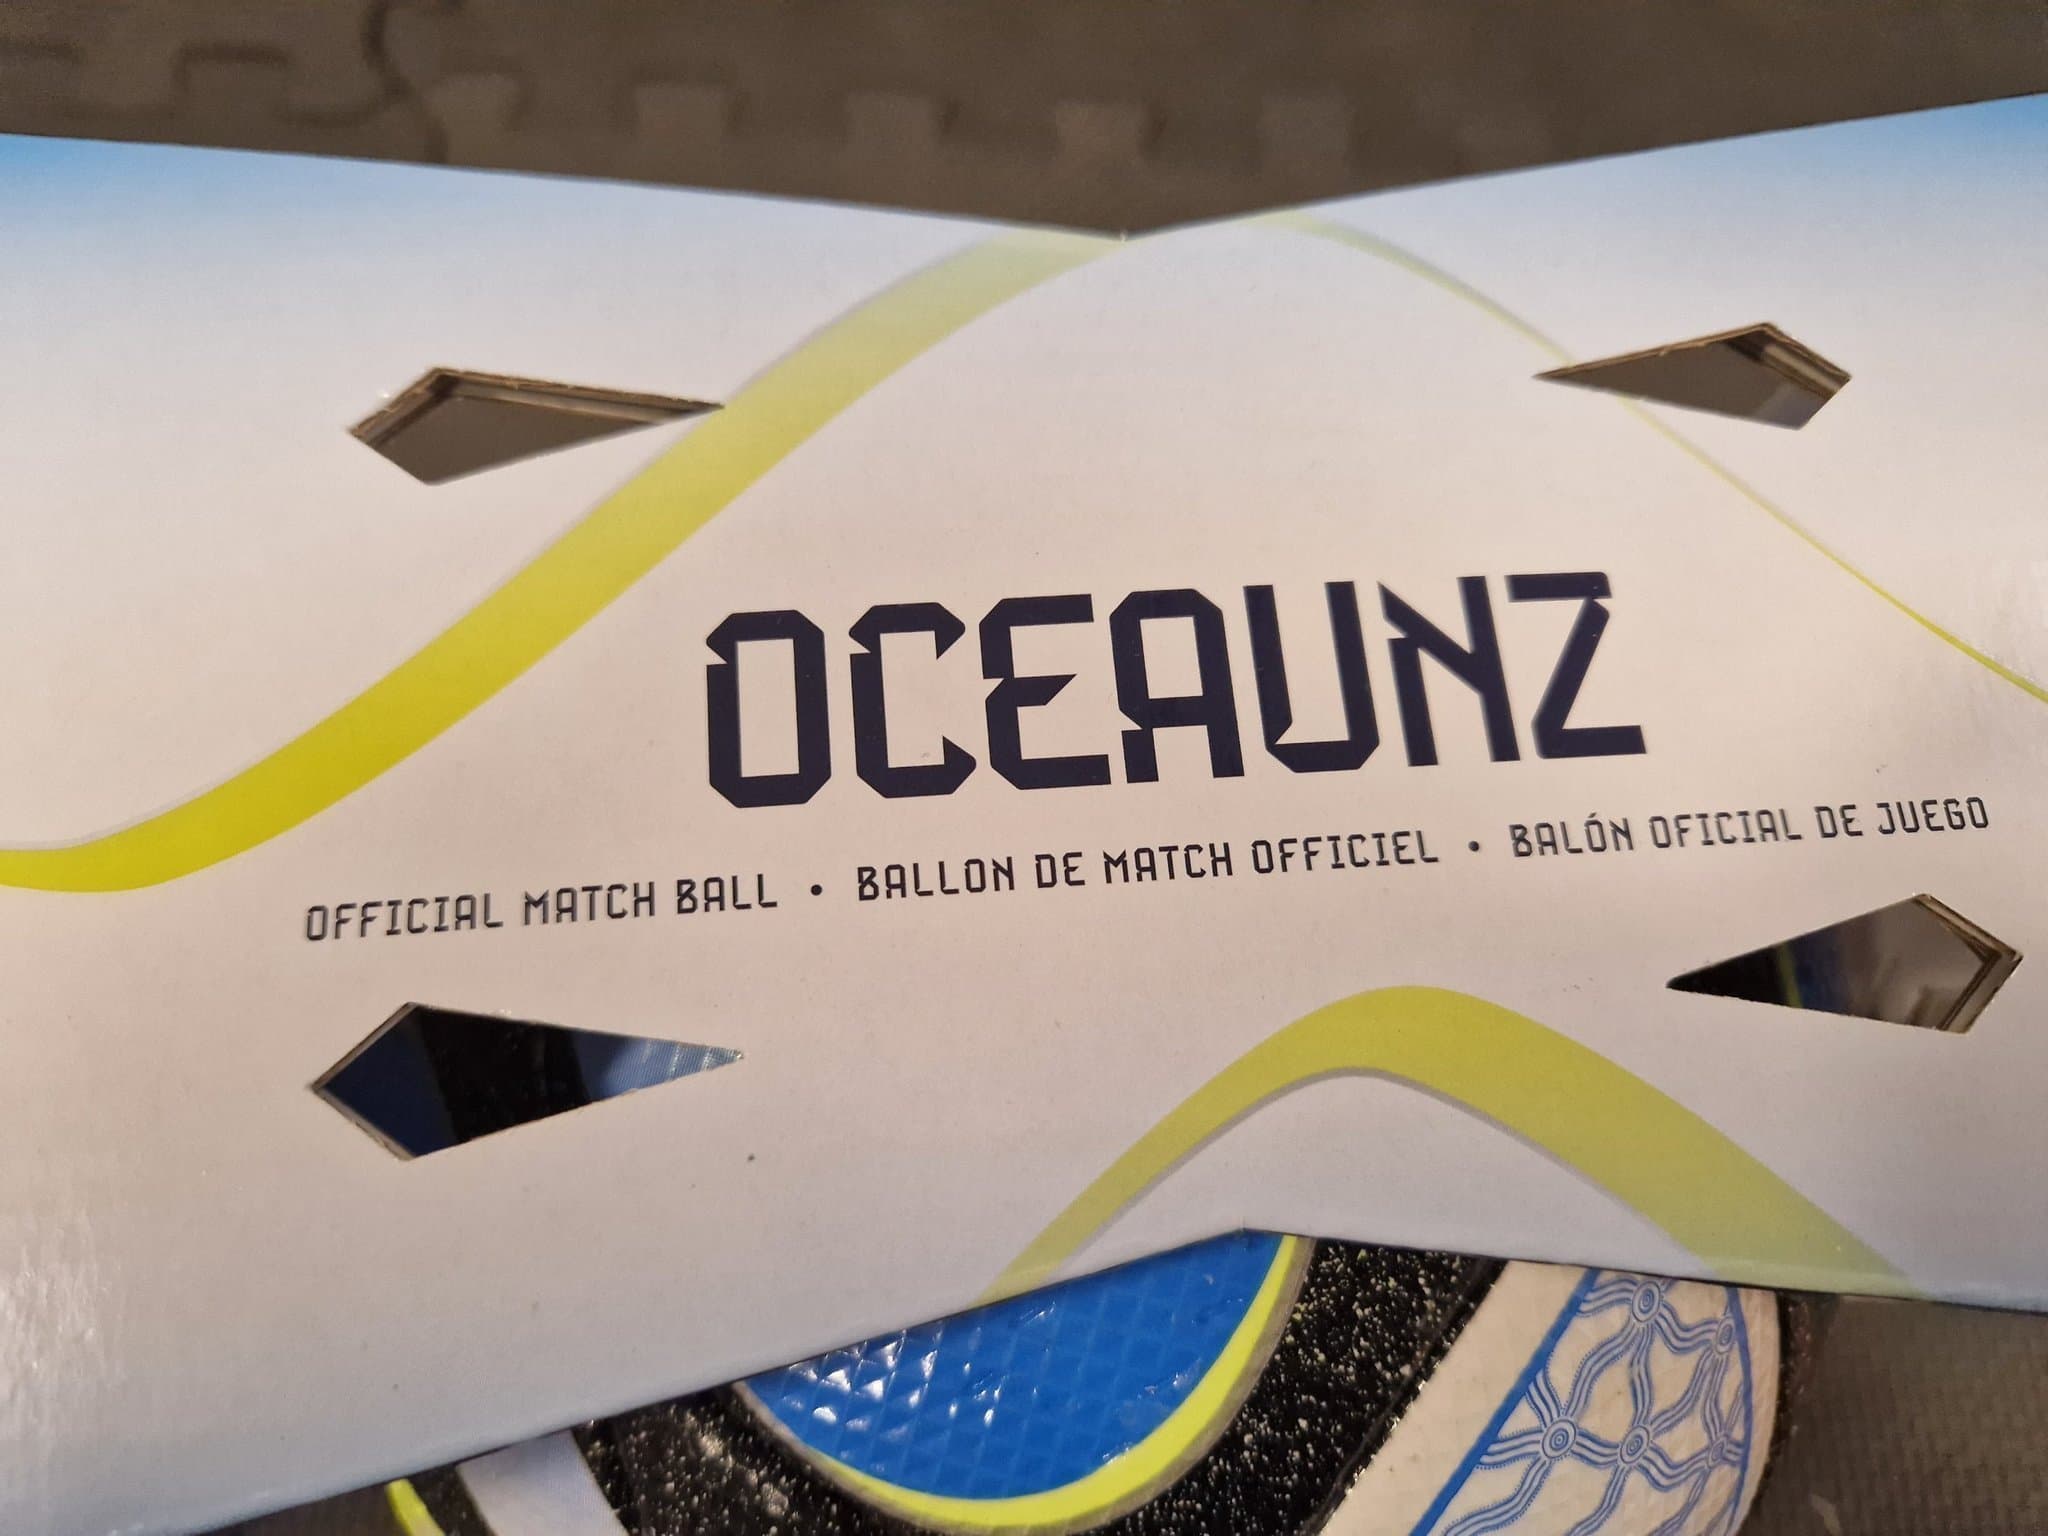 OCEAUNZ
OFFICIAL MATCH BALL • BALLON DE MATCH OFFICIEL • BALÓN OFICIAL DE JUEGO